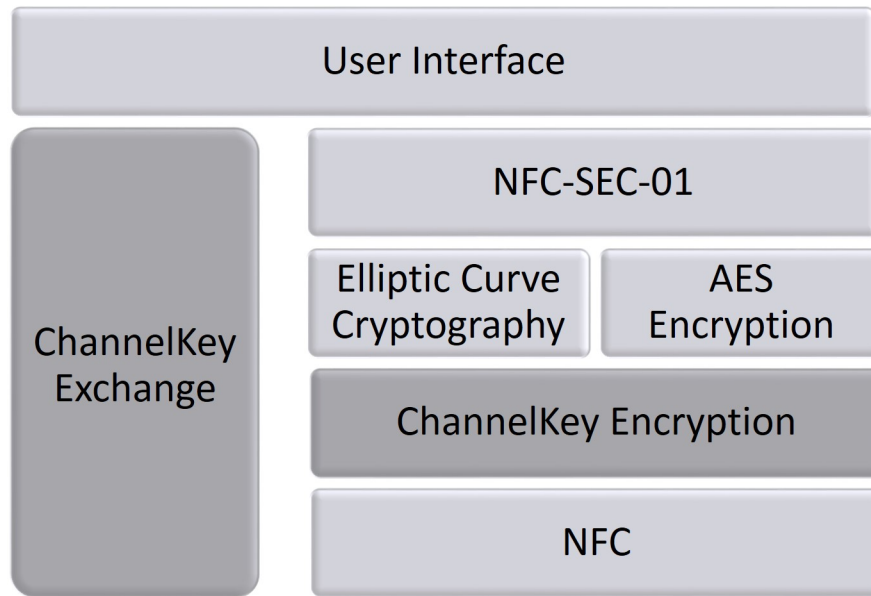 User Interface
ChannelKey
Exchange
NFC-SEC-01
Elliptic Curve
Cryptography
AES
Encryption
ChannelKey Encryption
NFC